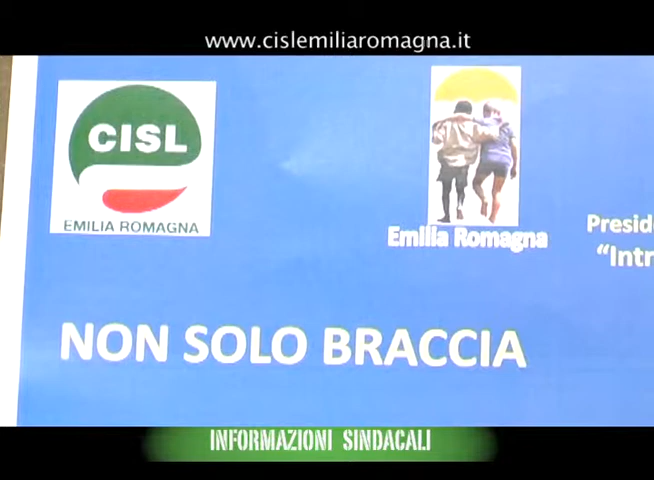 www.cislemiliaromagna.it
CISL
EMILIA ROMAGNA
Emilia Romagna
NON SOLO BRACCIA
INFORMAZIONI SINDACALI